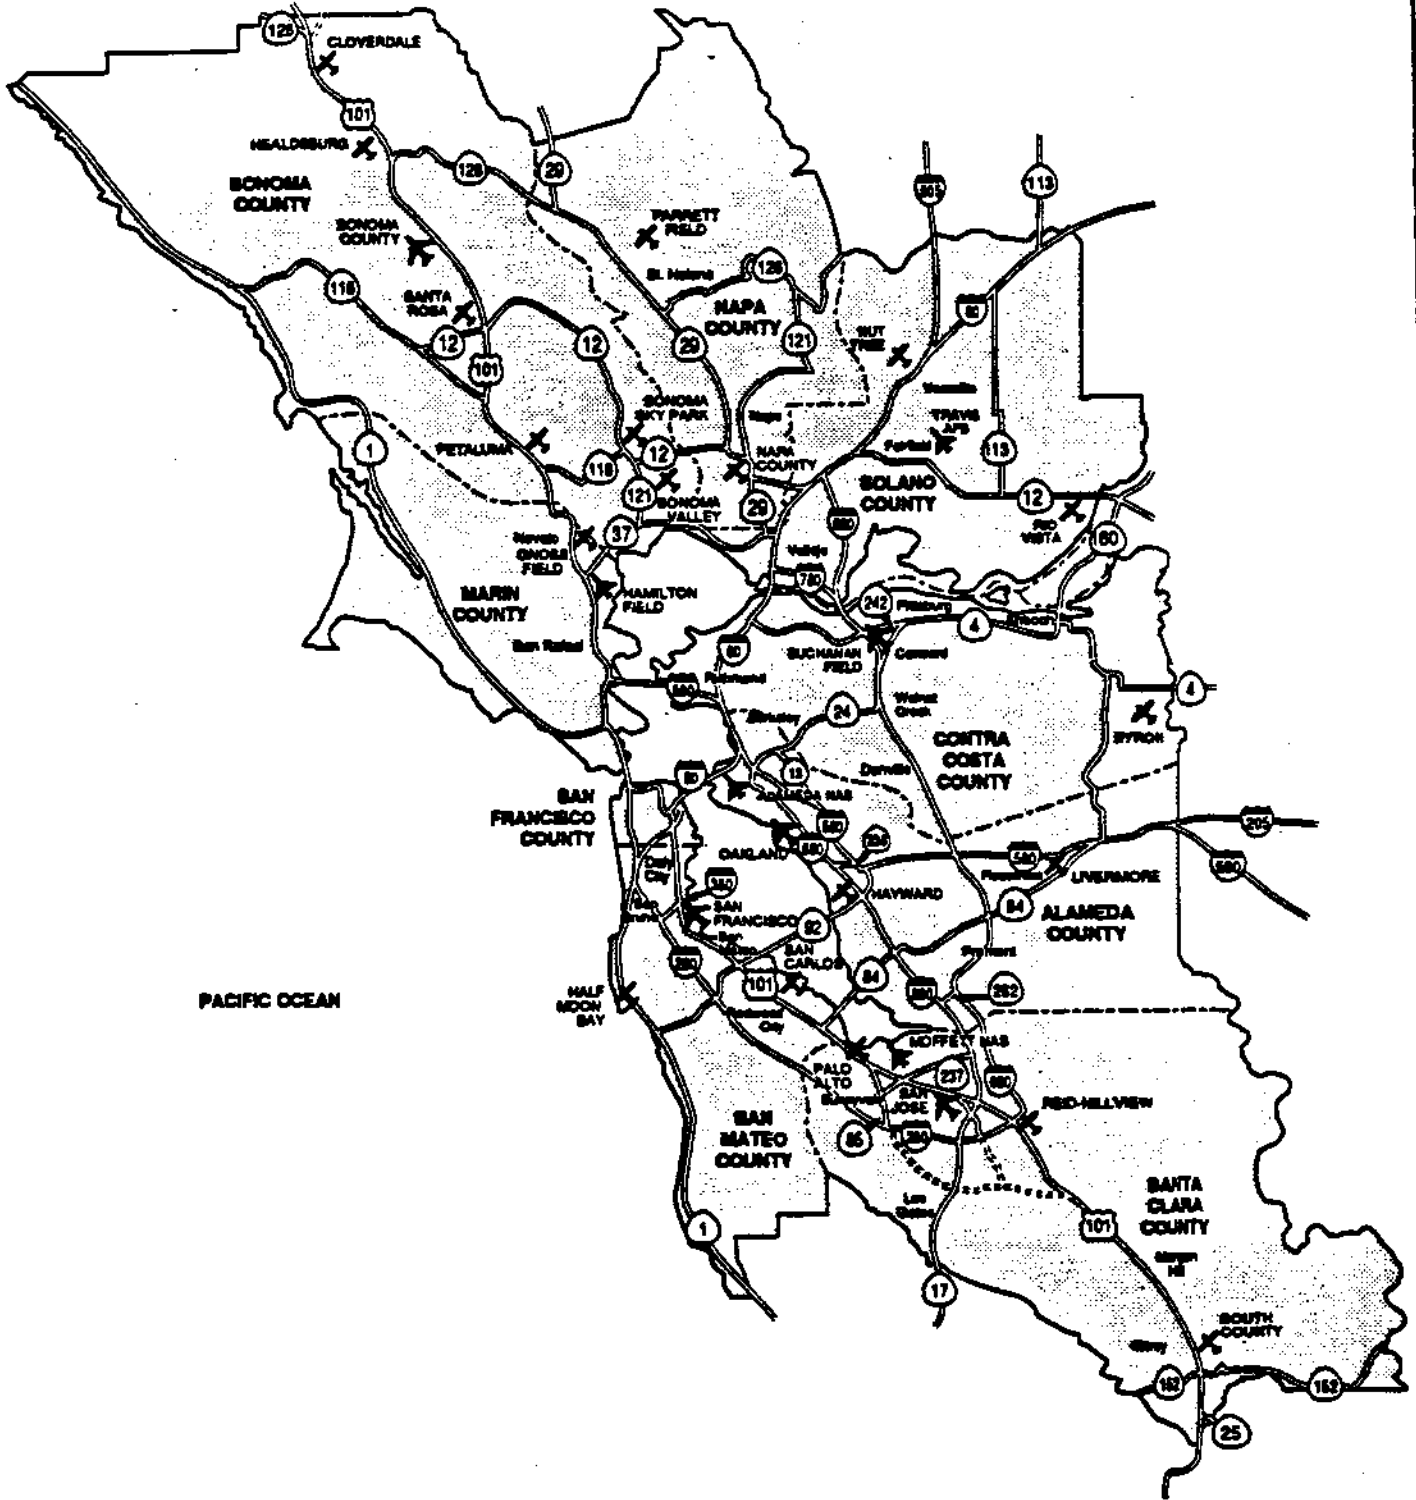 128
CLOVERDALE
101
HEALDSBURG
128
29
505
113
SONOMA
COUNTY
SONOMA
COUNTY
PARRETT
FIELD
St. Helena
128
116
SANTA
ROSA
NAPA
COUNTY
80
12
12
29
121
NUT
TREE
101
Vacaville
SONOMA
SKY PARK
Napa
TRAVIS
AFB
1
PETALUMA
12
Fairfield
113
116
NAPA
COUNTY
121
SONOMA
VALLEY
29
SOLANO
COUNTY
12
RIO
VISTA
Novato
GNOSS
FIELD
37
Vallejo
680
160
MARIN
COUNTY
HAMILTON
FIELD
780
242
Pittsburg
4
Antioch
San Rafael
80
BUCHANAN
FIELD
Concord
580
Richmond
Walnut
Creek
4
Berkeley
24
CONTRA
COSTA
COUNTY
BYRON
13
Danville
80
ALAMEDA NAS
SAN
FRANCISCO
COUNTY
580
205
OAKLAND
880
580
580
Daly
City
Pleasanton
LIVERMORE
380
HAYWARD
84
ALAMEDA
COUNTY
San
Bruno
SAN
FRANCISCO
92
San
Mateo
SAN
CARLOS
Fremont
280
101
84
880
262
PACIFIC OCEAN
HALF
MOON
BAY
Redwood
City
MOFFETT NAS
PALO
ALTO
237
680
Sunnyvale
SAN
JOSE
REID-HILLVIEW
SAN
MATEO
COUNTY
85
280
SANTA
CLARA
COUNTY
Los
Gatos
101
1
Morgan
Hill
17
SOUTH
COUNTY
Gilroy
152
152
25